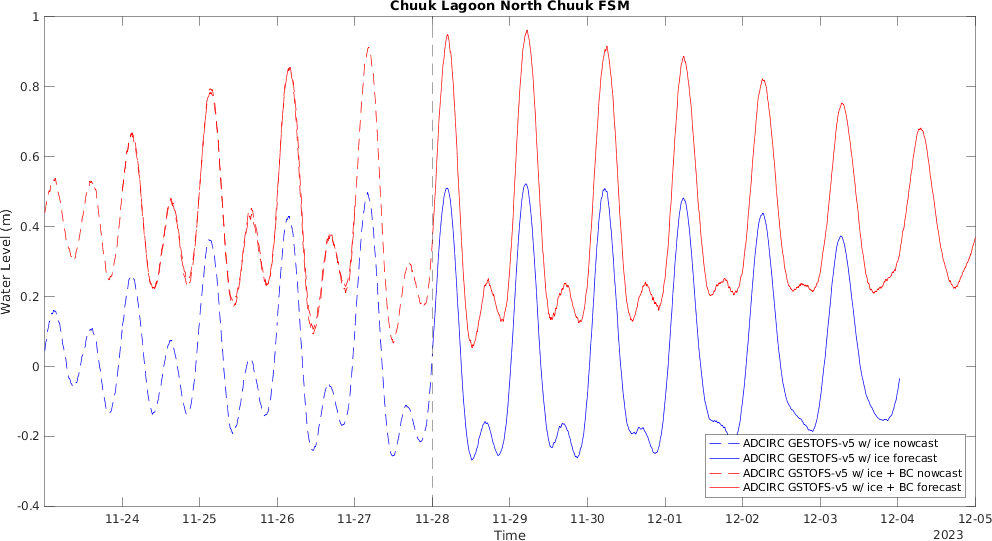 Chuuk Lagoon North Chuuk FSM
1
0.8
0.6
0.4
0.2
0
-0.2
-0.4
Water Level (m)
ADCIRC GESTOFS-v5 w/ ice nowcast
ADCIRC GESTOFS-v5 w/ ice forecast
ADCIRC GSTOFS-v5 w/ ice + BC nowcast
ADCIRC GSTOFS-v5 w/ ice + BC forecast
11-24 11-25 11-26 11-27 11-28 11-29 11-30 12-01 12-02 12-03 12-04 12-05
Time
2023